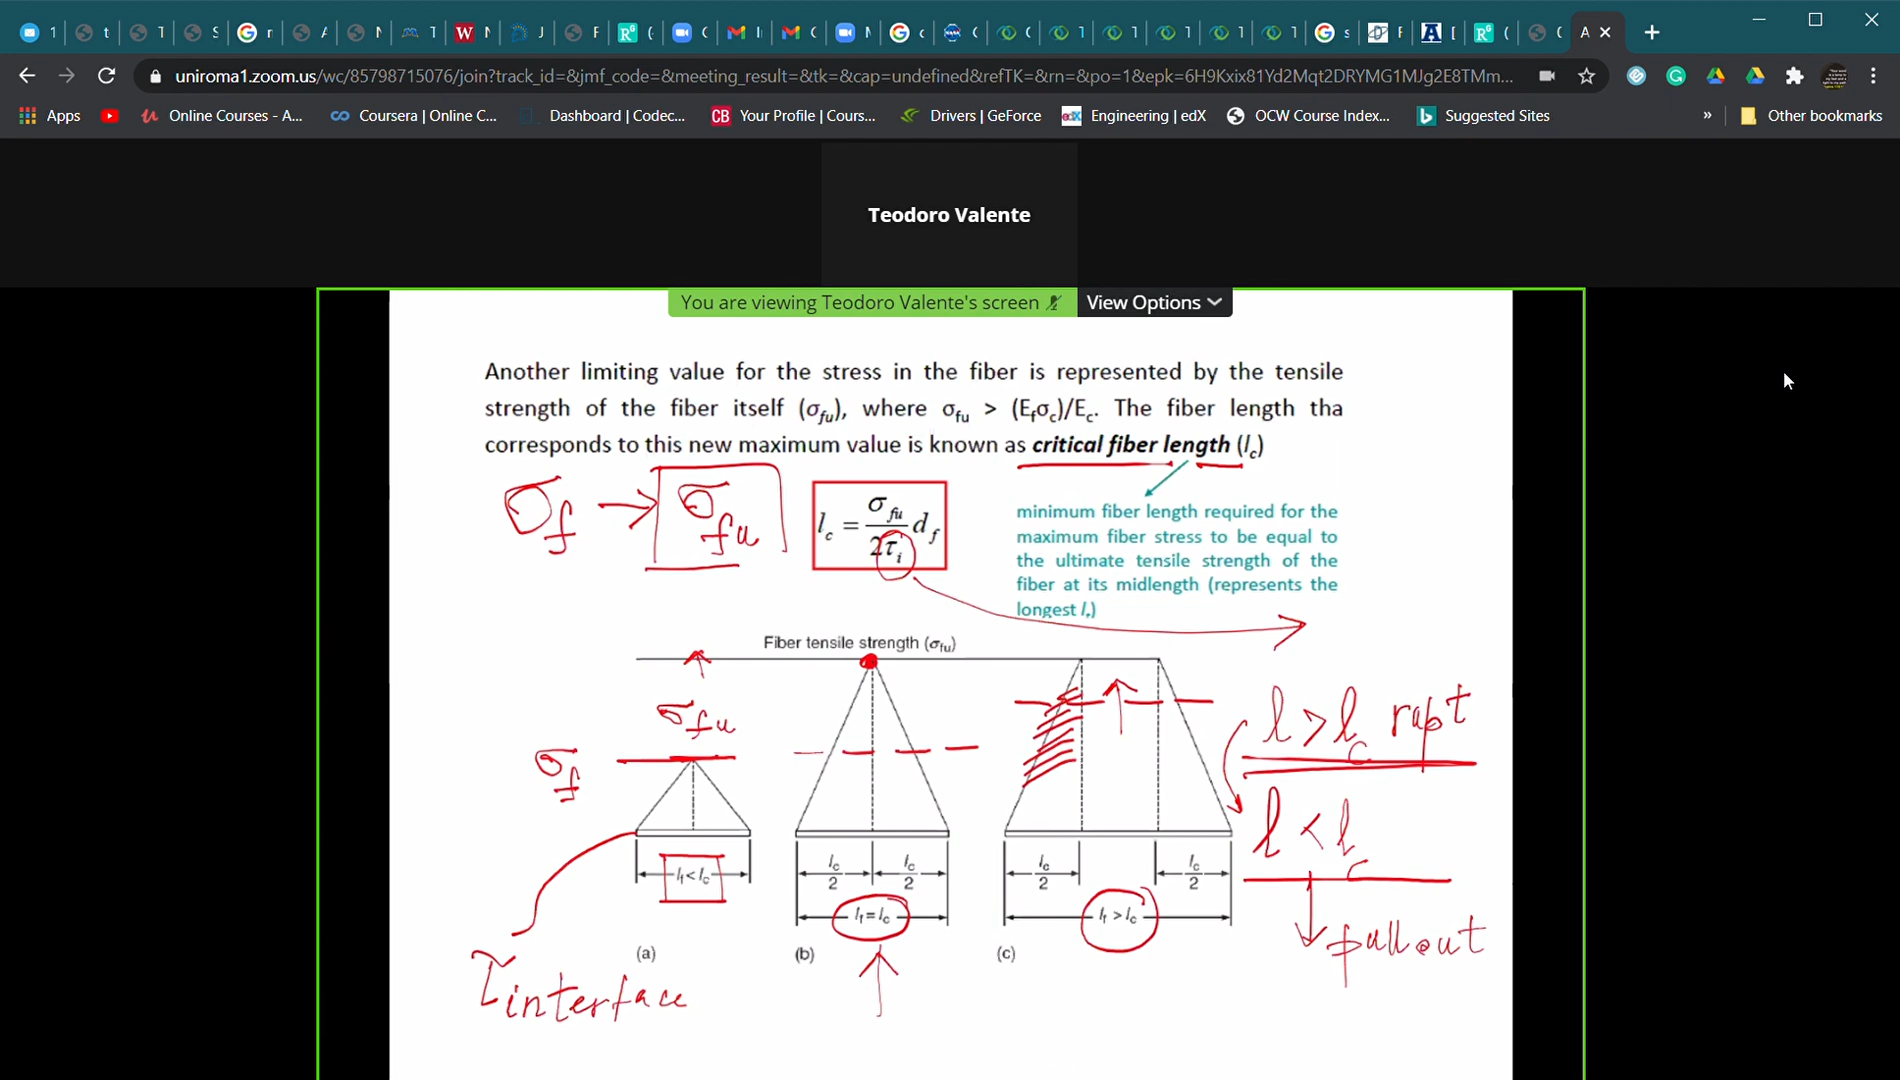 uniroma1.zoom.us/wc/85798715076/join?track_id=&jmf_code=&meeting_result=&tk=&cap=undefined&refTK=&rn=&po=1&epk=6H9Kxix81Yd2Mqt2DRYMG1MJg2E8TMm...
Apps
Online Courses - A...
Coursera | Online C...
Dashboard | Codec...
CB Your Profile | Cours...
Drivers | GeForce
edX Engineering | edX
OCW Course Index...
Suggested Sites
»
Other bookmarks
Teodoro Valente
You are viewing Teodoro Valente's screen
View Options
Another limiting value for the stress in the fiber is represented by the tensile
strength of the fiber itself (σfu), where σfu > (Efσc)/Ec. The fiber length tha
corresponds to this new maximum value is known as critical fiber length (lc)
σf → σfu
lc = σfu/2τi df
minimum fiber length required for the
maximum fiber stress to be equal to
the ultimate tensile strength of the
fiber at its midlength (represents the
longest lt)
Fiber tensile strength (σfu)
σfu
σf
l > lc rapt
l < lc
pullout
lc/2 lc/2 lc/2 lc/2
lf < lc
lf = lc
lf > lc
(a)
(b)
(c)
τinterface